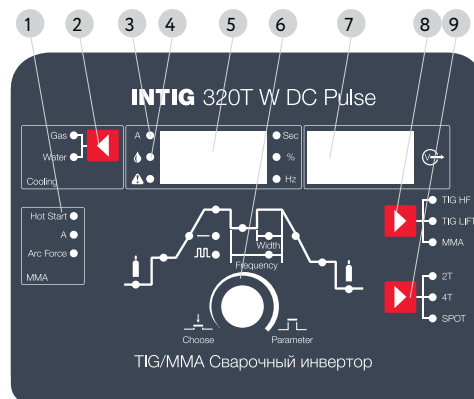 1 2 3 4 5 6 7 8 9
INTIG 320T W DC Pulse
Gas
Water
Cooling
A
Sec
%
Hz
V
Hot Start
A
Arc Force
MMA
Width
Frequency
TIG HF
TIG LIFT
MMA
2T
4T
SPOT
Choose
Parameter
TIG/MMA Сварочный инвертор